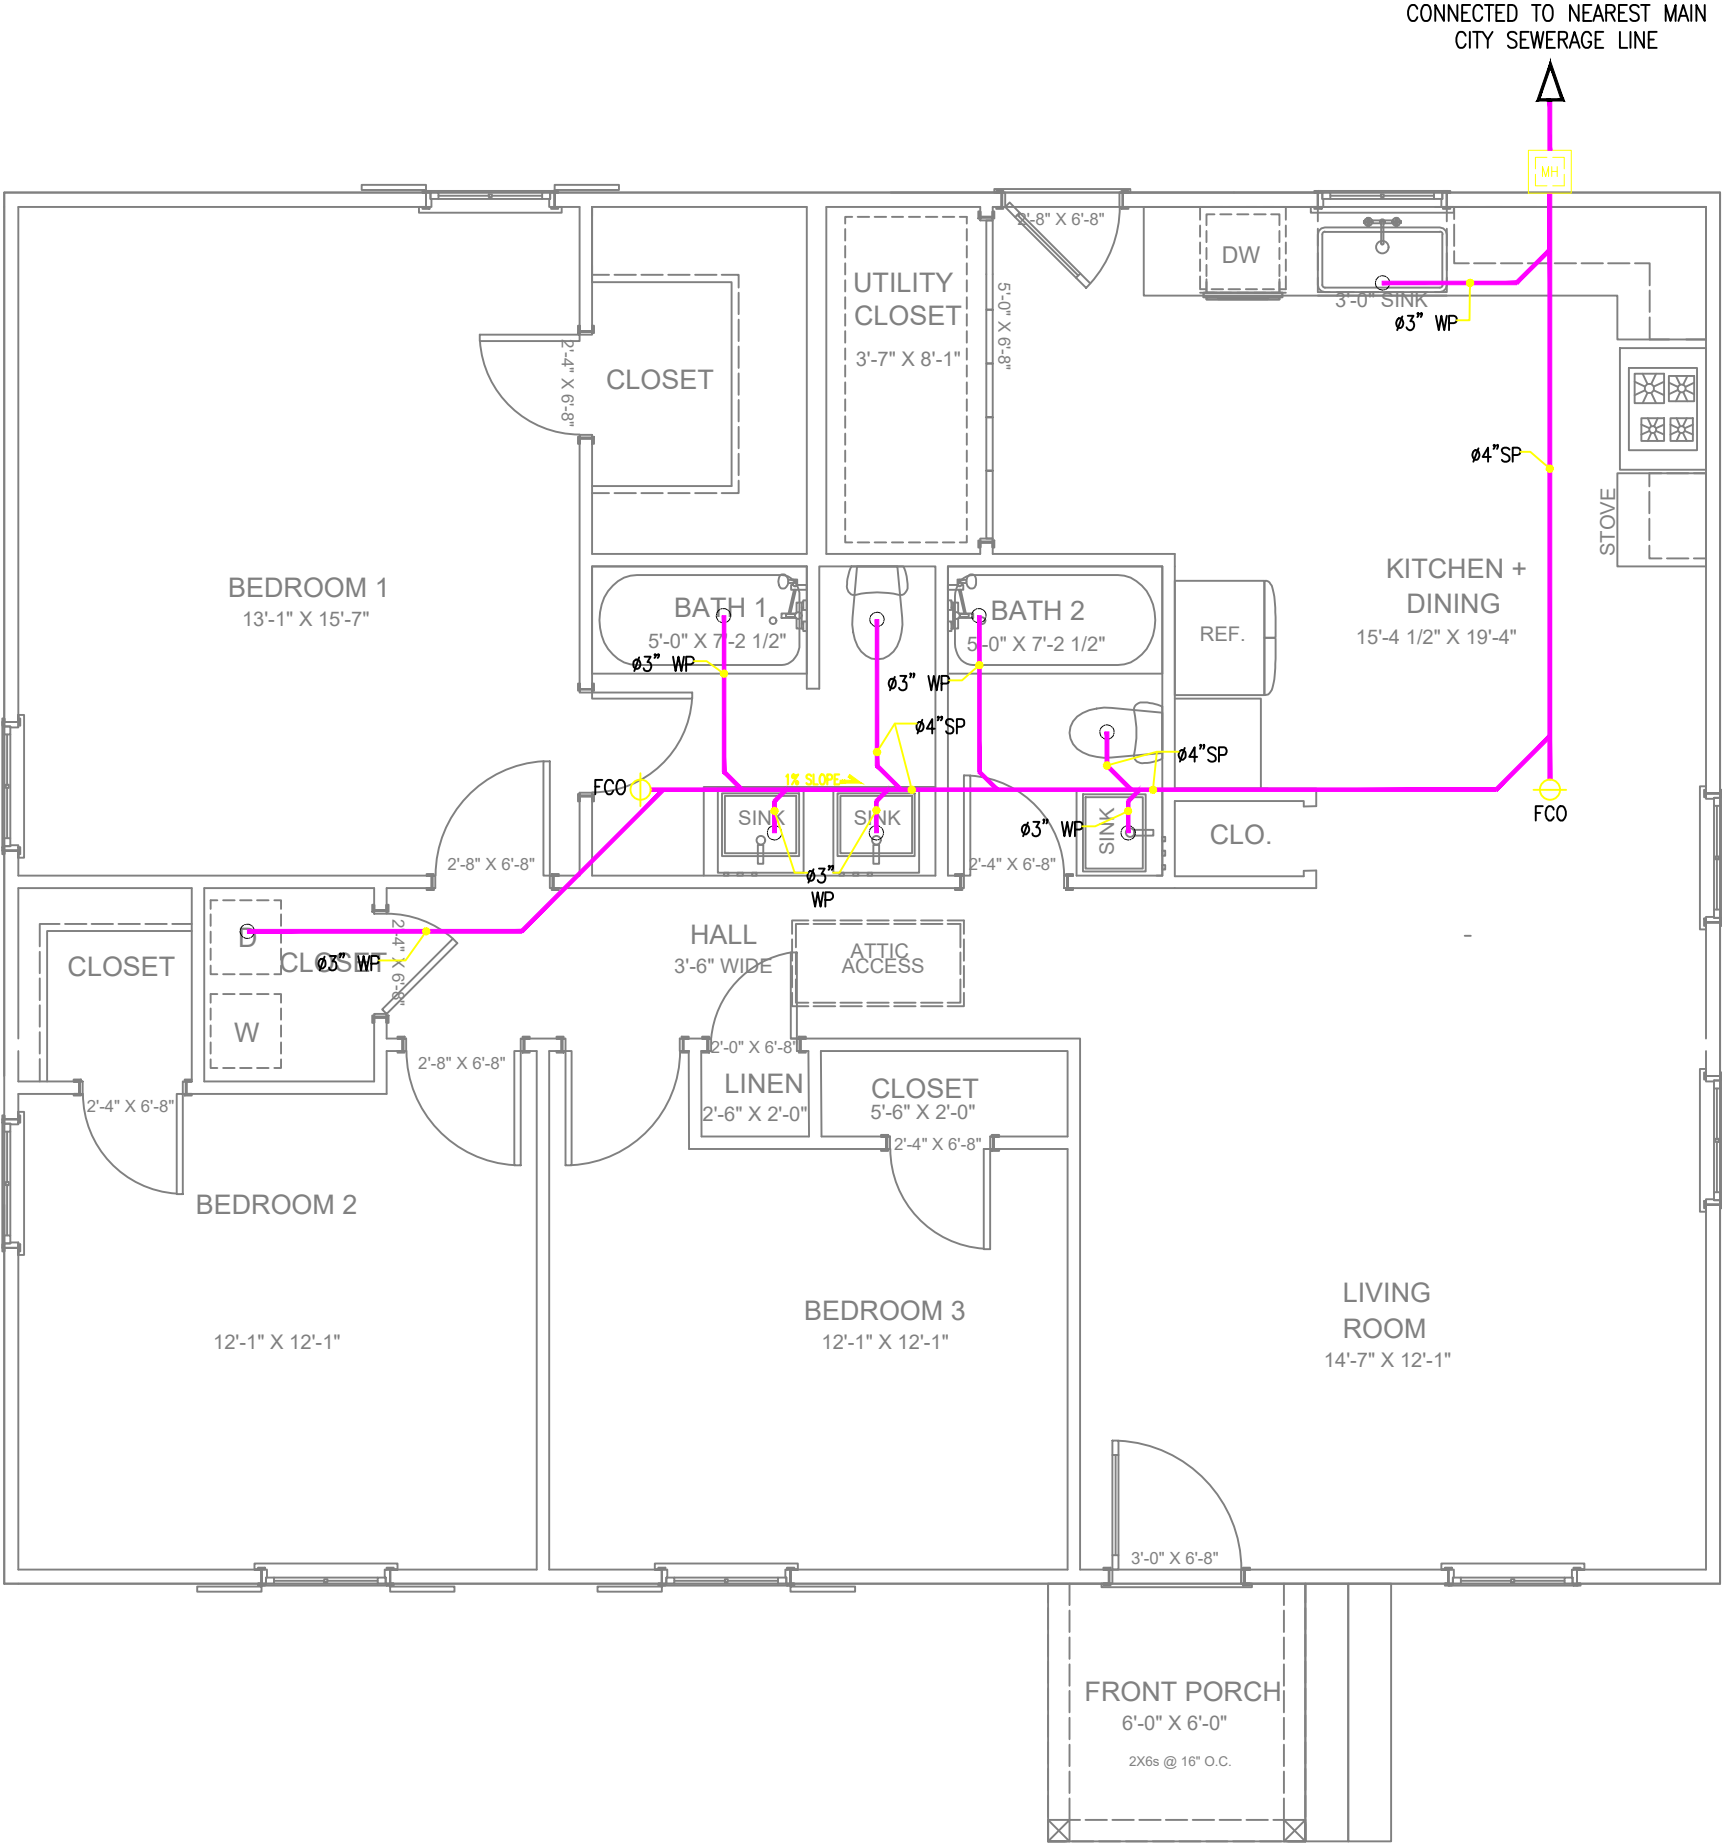 CONNECTED TO NEAREST MAIN
CITY SEWERAGE LINE
MH
2'-8" X 6'-8"
DW
UTILITY
CLOSET
3'-7" X 8'-1"
5'-0" X 6'-8"
3'-0" SINK
ø3" WP
2'-4" X 6'-8"
CLOSET
ø4"SP
STOVE
BEDROOM 1
13'-1" X 15'-7"
BATH 1
5'-0" X 7'-2 1/2"
ø3" WP
BATH 2
5'-0" X 7'-2 1/2"
ø3" WP
REF.
KITCHEN +
DINING
15'-4 1/2" X 19'-4"
ø4"SP
ø4"SP
FCO
1% SLOPE
FCO
SINK
SINK
ø3" WP
SINK
CLO.
2'-8" X 6'-8"
ø3"
WP
2'-4" X 6'-8"
D
CLOSET
CLOSET
ø3" WP
2'-4" X 6'-8"
HALL
3'-6" WIDE
ATTIC
ACCESS
W
2'-8" X 6'-8"
2'-0" X 6'-8"
LINEN
2'-6" X 2'-0"
CLOSET
5'-6" X 2'-0"
2'-4" X 6'-8"
2'-4" X 6'-8"
BEDROOM 2
12'-1" X 12'-1"
BEDROOM 3
12'-1" X 12'-1"
LIVING
ROOM
14'-7" X 12'-1"
3'-0" X 6'-8"
FRONT PORCH
6'-0" X 6'-0"
2X6s @ 16" O.C.